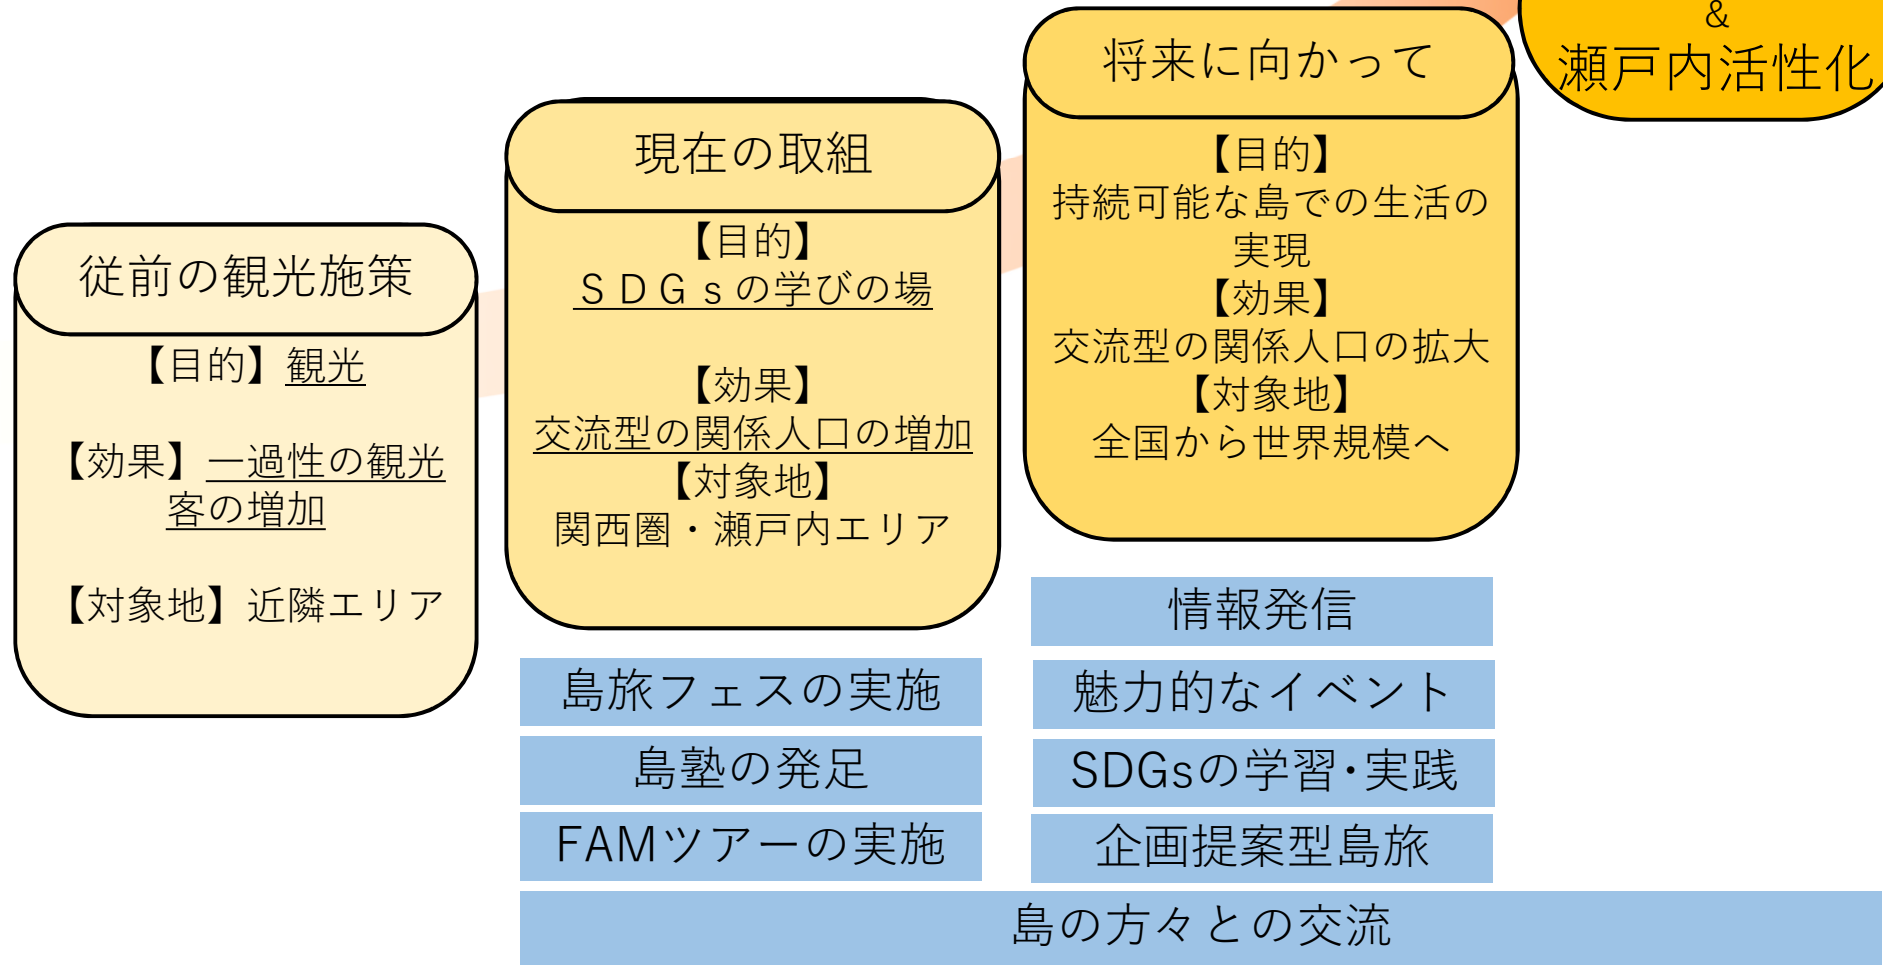 従前の観光施策
【目的】観光
【効果】一過性の観光
客の増加
【対象地】近隣エリア
現在の取組
【目的】
ＳＤＧｓの学びの場
【効果】
交流型の関係人口の増加
【対象地】
関西圏・瀬戸内エリア
島旅フェスの実施
島塾の発足
FAMツアーの実施
将来に向かって
【目的】
持続可能な島での生活の
実現
【効果】
交流型の関係人口の拡大
【対象地】
全国から世界規模へ
情報発信
魅力的なイベント
SDGsの学習･実践
企画提案型島旅
島の方々との交流
&
瀬戸内活性化